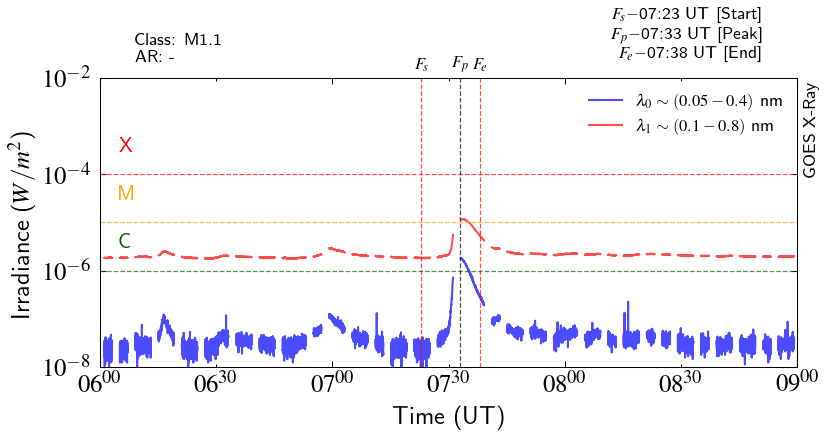 Fs−07:23 UT [Start]
Class: M1.1
Fp−07:33 UT [Peak]
AR: -
Fe−07:38 UT [End]
Fs Fp Fe
10−2
λ0 ∼ (0.05 − 0.4) nm
λ1 ∼ (0.1 − 0.8) nm
GOES X-Ray
X
10−4
M
C
10−6
10−8
Irradiance (W/m2)
0600 0630 0700 0730 0800 0830 0900
Time (UT)